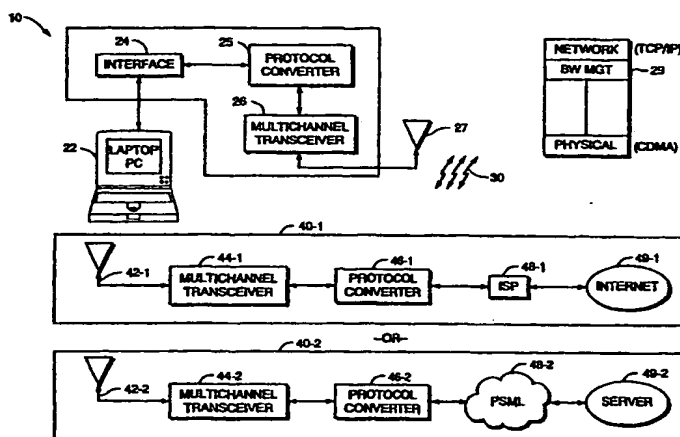 10
24
25
INTERFACE
PROTOCOL
CONVERTER
NETWORK (TCP/IP)
BW MGT 29
26
MULTICHANNEL
TRANSCEIVER
27
22
LAPTOP
PC
30
PHYSICAL (CDMA)
40-1
42-1
44-1
MULTICHANNEL
TRANSCEIVER
46-1
PROTOCOL
CONVERTER
48-1
ISP
49-1
INTERNET
40-2
-OR-
42-2
44-2
MULTICHANNEL
TRANSCEIVER
46-2
PROTOCOL
CONVERTER
48-2
PSML
49-2
SERVER